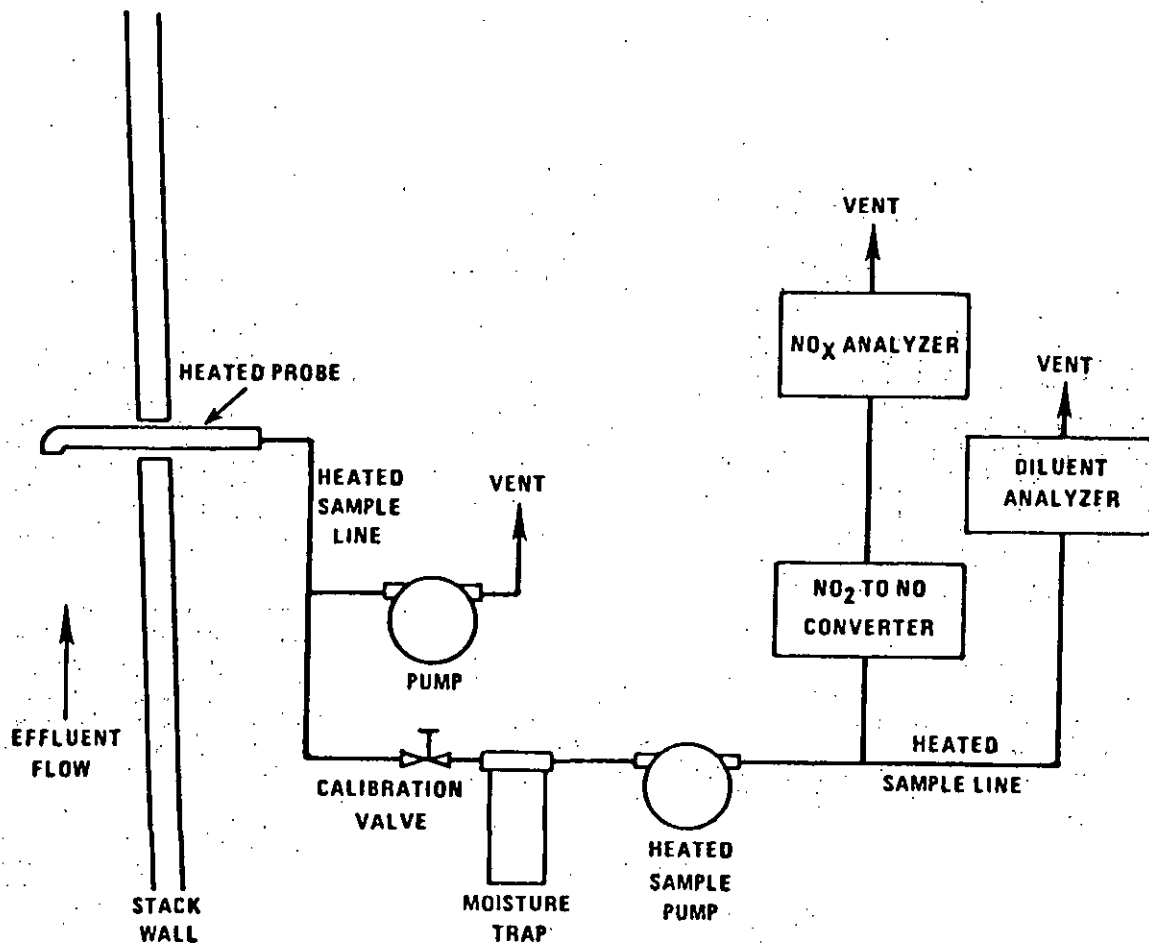 VENT
NOX ANALYZER
VENT
HEATED PROBE
DILUENT
ANALYZER
HEATED
SAMPLE
LINE
VENT
NO2 TO NO
CONVERTER
PUMP
EFFLUENT
FLOW
HEATED
SAMPLE LINE
CALIBRATION
VALVE
HEATED
SAMPLE
PUMP
MOISTURE
TRAP
STACK
WALL